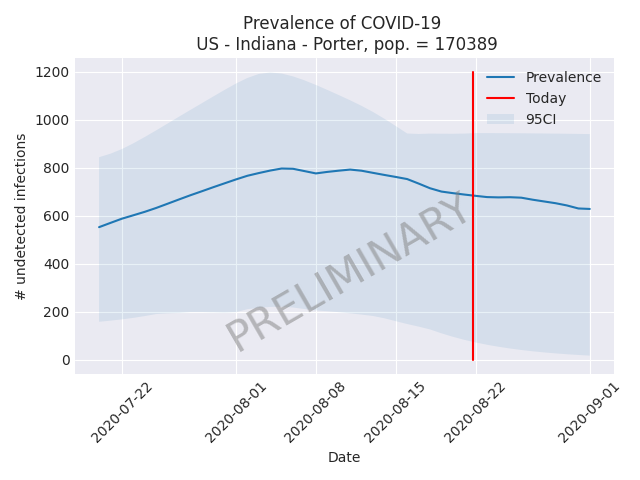 Prevalence of COVID-19
US - Indiana - Porter, pop. = 170389
1200
1000
800
600
400
200
0
# undetected infections
Prevalence
Today
95CI
PRELIMINARY
2020-07-22
2020-08-01
2020-08-08
2020-08-15
2020-08-22
2020-09-01
Date